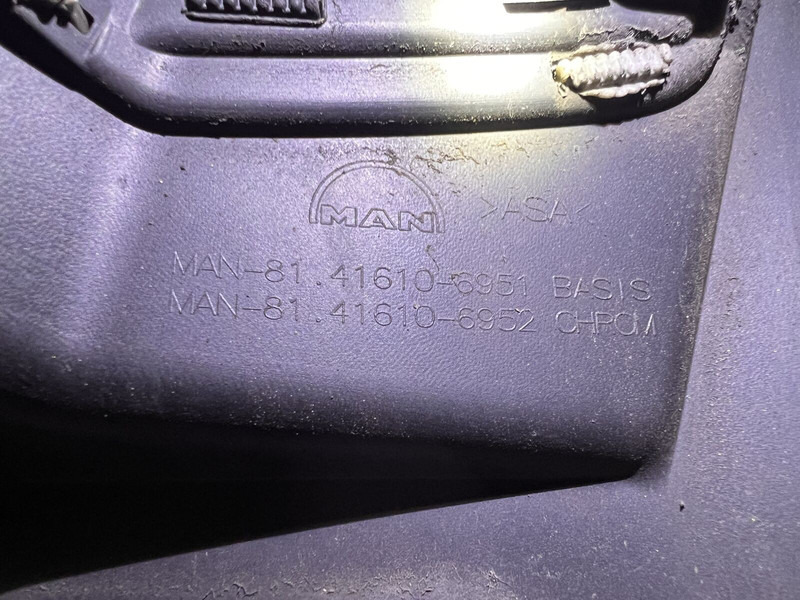 MAN >ASA<
MAN-81.41610-6951 BASIS
MAN-81.41610-6952 CHROM